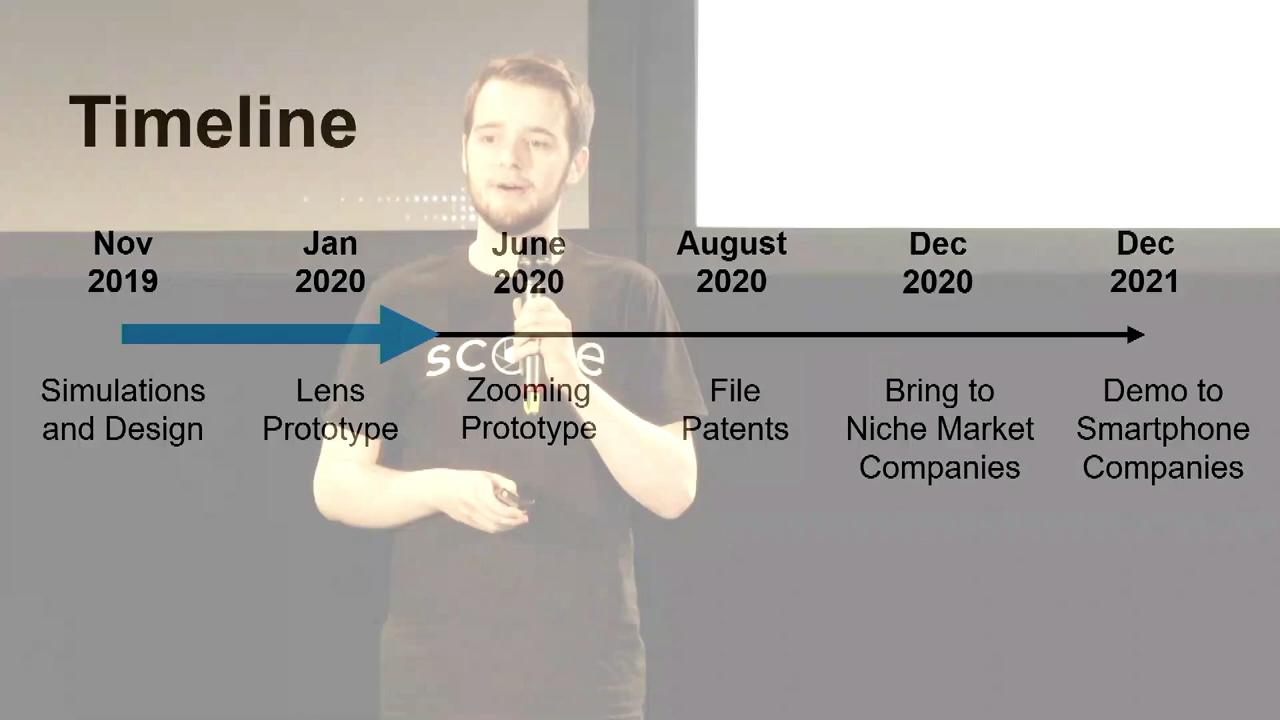 Timeline
Nov
2019
Jan
2020
June
2020
August
2020
Dec
2020
Dec
2021
Simulations
and Design
Lens
Prototype
Zooming
Prototype
File
Patents
Bring to
Niche Market
Companies
Demo to
Smartphone
Companies